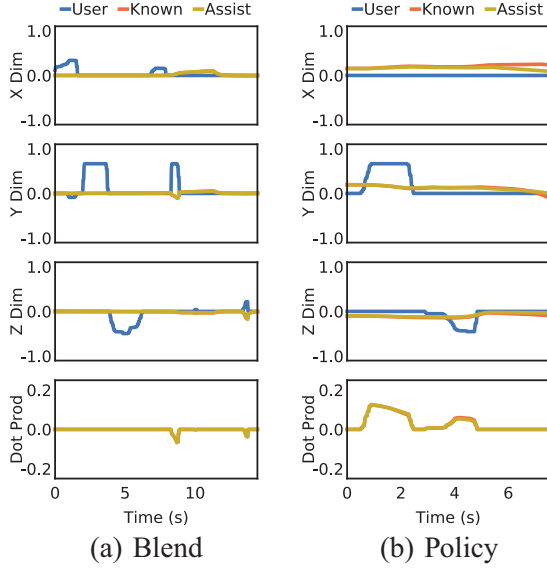 User Known Assist
1.0
0.0
-1.0
X Dim
1.0
0.0
-1.0
Y Dim
1.0
0.0
-1.0
Z Dim
0.2
0.0
-0.2
Dot Prod
0 5 10
Time (s)
(a) Blend
User Known Assist
1.0
0.0
-1.0
X Dim
1.0
0.0
-1.0
Y Dim
1.0
0.0
-1.0
Z Dim
0.2
0.0
-0.2
Dot Prod
0 2 4 6
Time (s)
(b) Policy